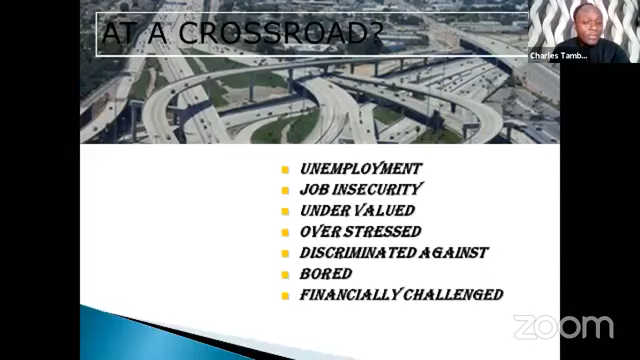 AT A CROSSROAD?
Charles Tamb...
UNEMPLOYMENT
JOB INSECURITY
UNDER VALUED
OVER STRESSED
DISCRIMINATED AGAINST
BORED
FINANCIALLY CHALLENGED
zoom